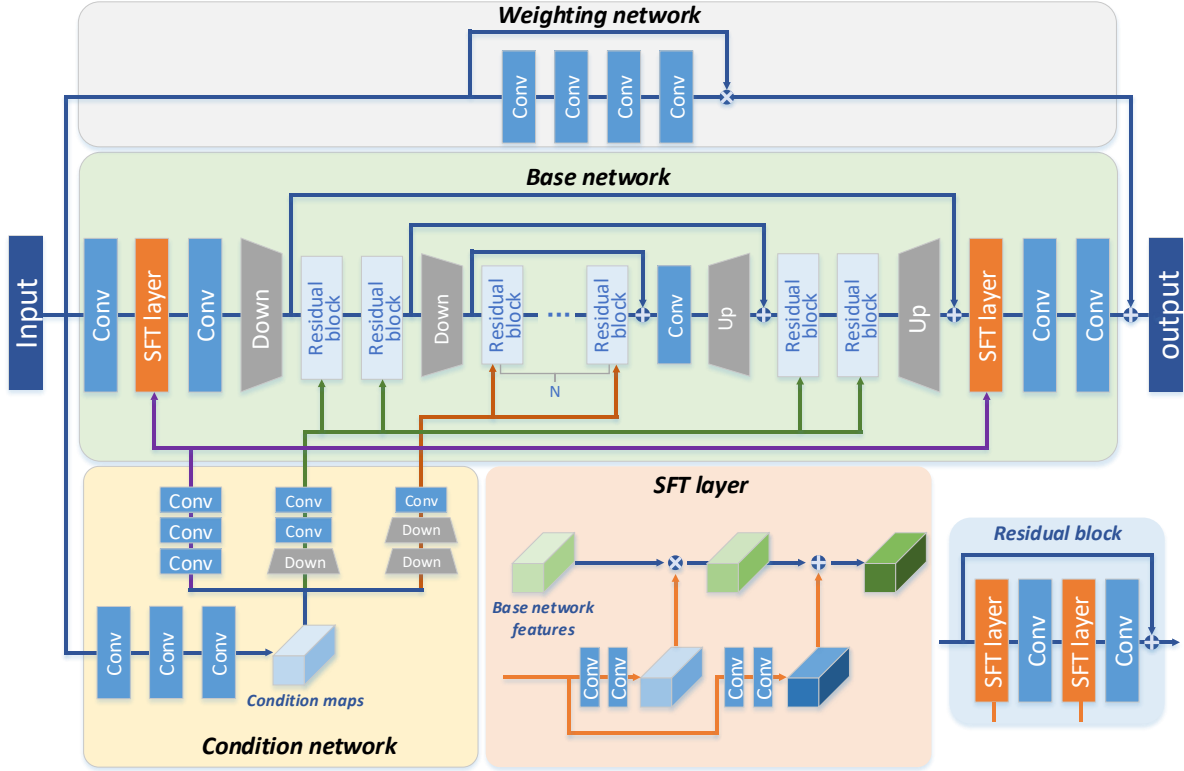 Weighting network
Conv
Conv
Conv
Conv
Base network
Input
Conv
SFT layer
Conv
Down
Residual
block
Residual
block
Down
Residual
block
...
Residual
block
N
Conv
Up
Residual
block
Residual
block
Up
SFT layer
Conv
Conv
output
Conv
Conv
Conv
Conv
Conv
Down
Conv
Down
Down
Conv
Conv
Conv
Condition maps
Condition network
SFT layer
Base network
features
Conv
Conv
Conv
Conv
Residual block
SFT layer
Conv
SFT layer
Conv